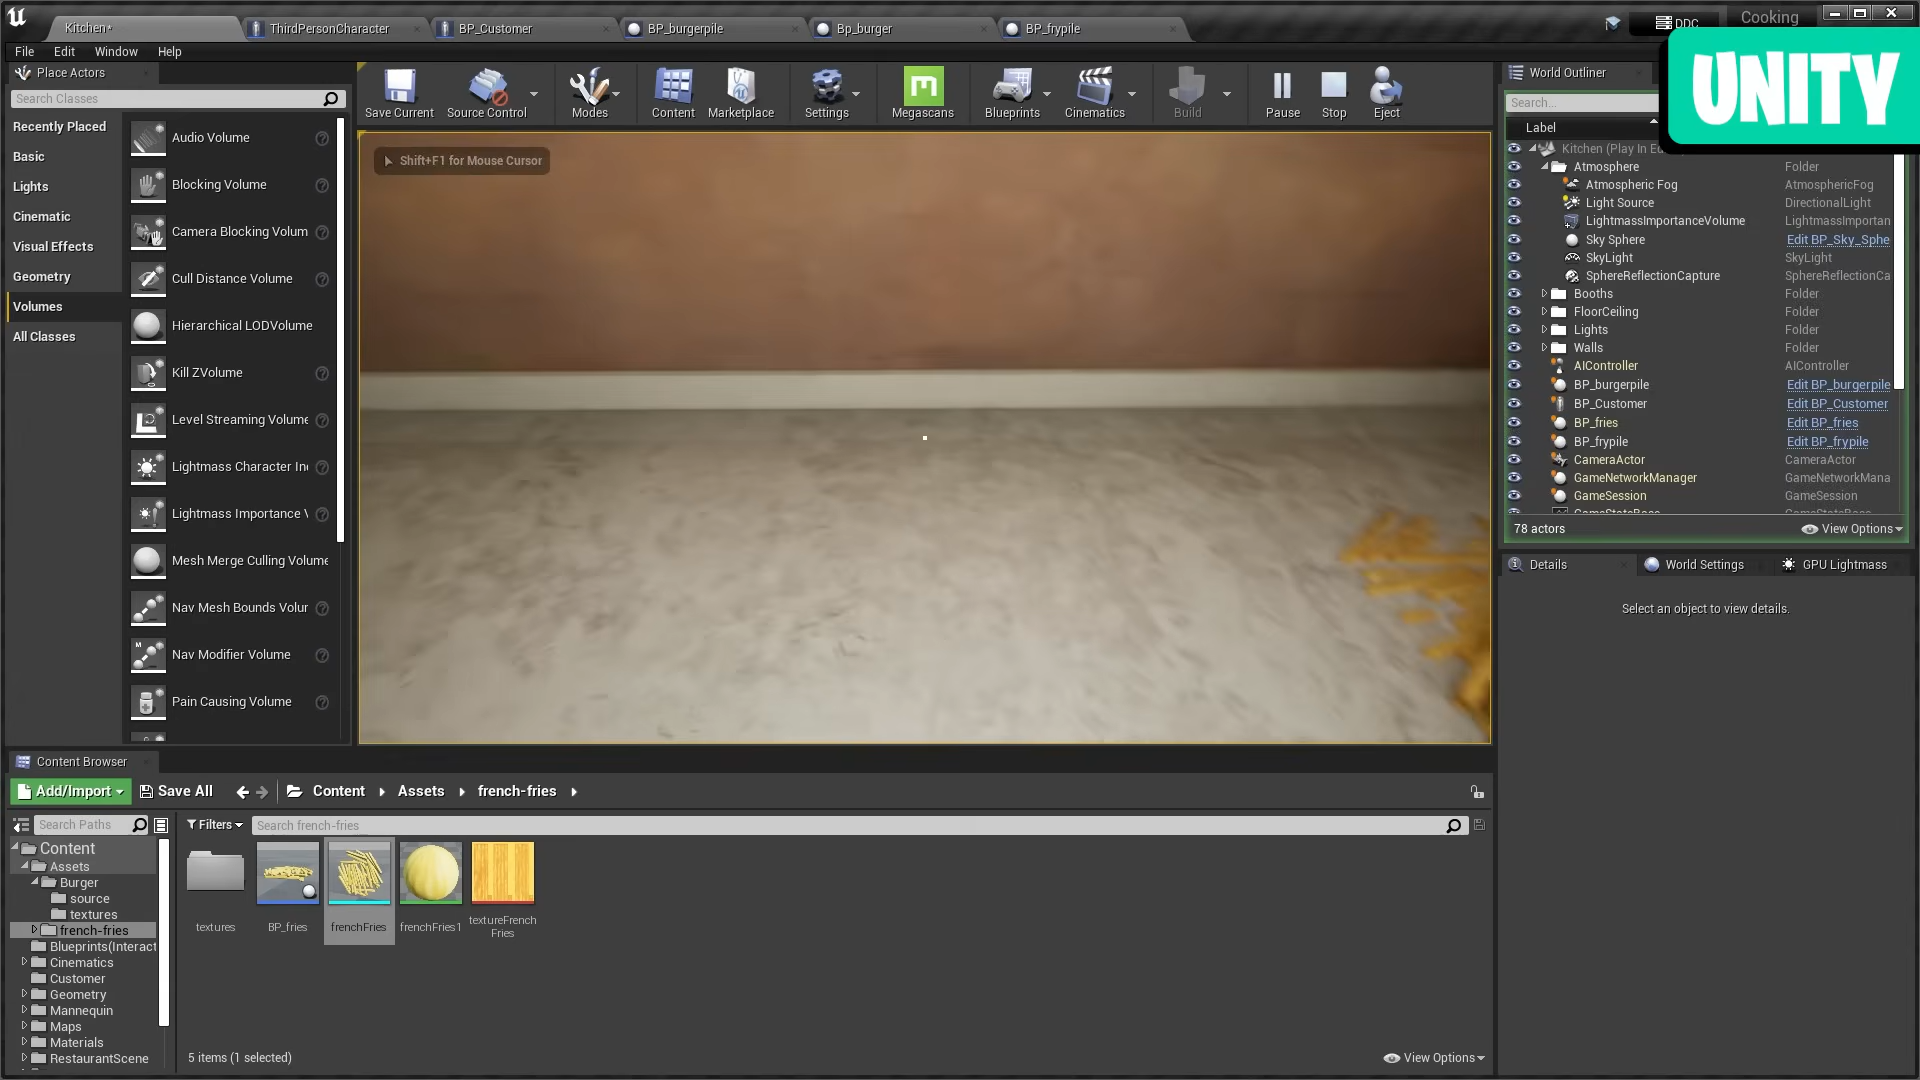 Kitchen*
ThirdPersonCharacter
BP_Customer
BP_burgerpile
Bp_burger
BP_frypile
DDC
Cooking
UNITY
File
Edit
Window
Help
Place Actors
Search Classes
Recently Placed
Basic
Lights
Cinematic
Visual Effects
Geometry
Volumes
All Classes
Audio Volume
Blocking Volume
Camera Blocking Volum
Cull Distance Volume
Hierarchical LODVolume
Kill ZVolume
Level Streaming Volume
Lightmass Character In
Lightmass Importance V
Mesh Merge Culling Volume
Nav Mesh Bounds Volur
Nav Modifier Volume
Pain Causing Volume
Save Current
Source Control
Modes
Content
Marketplace
Settings
Megascans
Blueprints
Cinematics
Build
Pause
Stop
Eject
Shift+F1 for Mouse Cursor
World Outliner
Search...
Label
Kitchen (Play In Ed
Atmosphere Folder
Atmospheric Fog AtmosphericFog
Light Source DirectionalLight
LightmassImportanceVolume LightmassImportan
Sky Sphere Edit BP_Sky_Sphe
SkyLight SkyLight
SphereReflectionCapture SphereReflectionCa
Booths Folder
FloorCeiling Folder
Lights Folder
Walls Folder
AIController AIController
BP_burgerpile Edit BP_burgerpile
BP_Customer Edit BP_Customer
BP_fries Edit BP_fries
BP_frypile Edit BP_frypile
CameraActor CameraActor
GameNetworkManager GameNetworkMana
GameSession GameSession
GameStateBase GameStateBase
78 actors
View Options
Details
World Settings
GPU Lightmass
Select an object to view details.
Content Browser
Add/Import
Save All
Content
Assets
french-fries
Search Paths
Filters
Search french-fries
Content
Assets
Burger
source
textures
french-fries
Blueprints(Interact
Cinematics
Customer
Geometry
Mannequin
Maps
Materials
RestaurantScene
textures
BP_fries
frenchFries
frenchFries1
textureFrench
Fries
5 items (1 selected)
View Options